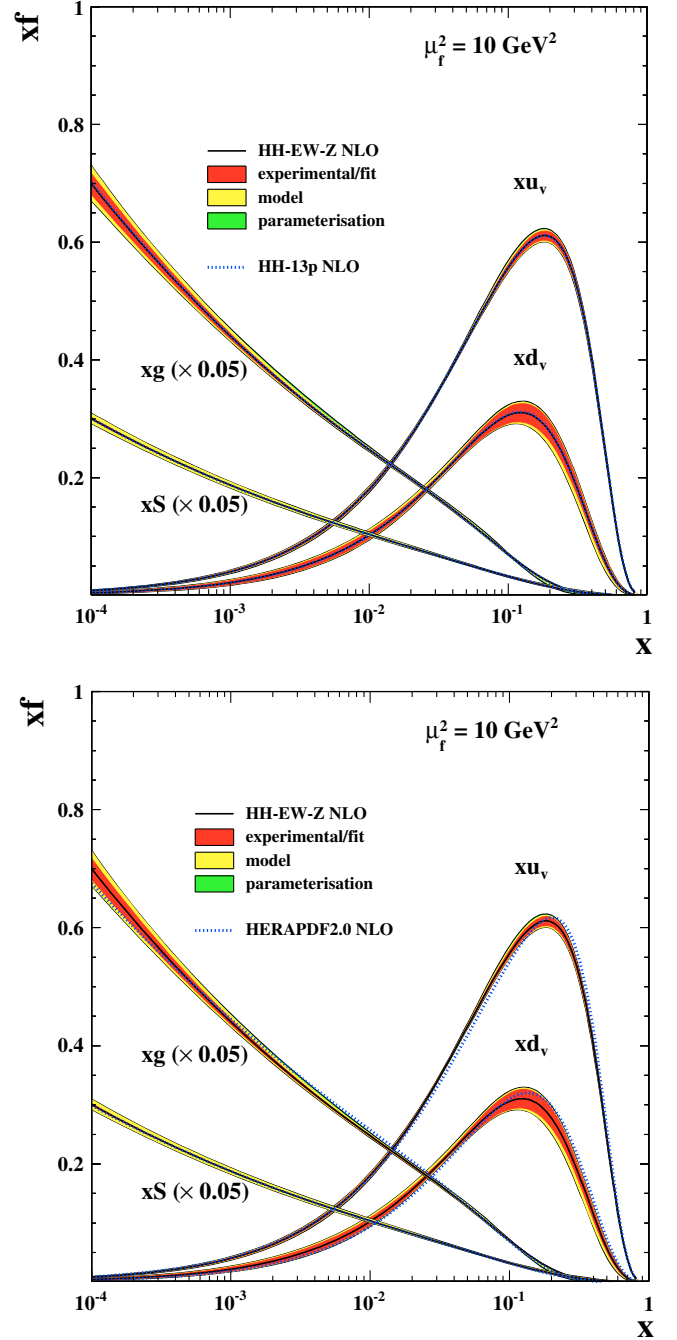 xf
1
μ_f^2 = 10 GeV^2
0.8
HH-EW-Z NLO
experimental/fit
model
parameterisation
HH-13p NLO
xu_v
0.6
xd_v
0.4
xg (× 0.05)
xS (× 0.05)
0.2
10^-4 10^-3 10^-2 10^-1 1
x
xf
1
μ_f^2 = 10 GeV^2
0.8
HH-EW-Z NLO
experimental/fit
model
parameterisation
HERAPDF2.0 NLO
xu_v
0.6
xd_v
0.4
xg (× 0.05)
xS (× 0.05)
0.2
10^-4 10^-3 10^-2 10^-1 1
x